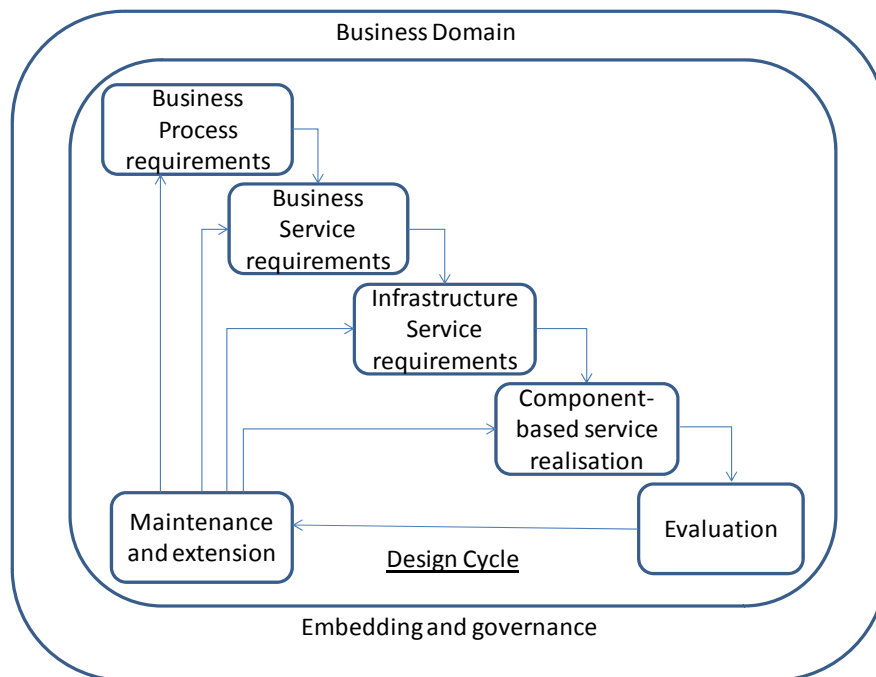 Business Domain
Business
Process
requirements
Business
Service
requirements
Infrastructure
Service
requirements
Component-
based service
realisation
Maintenance
and extension
Evaluation
Design Cycle
Embedding and governance